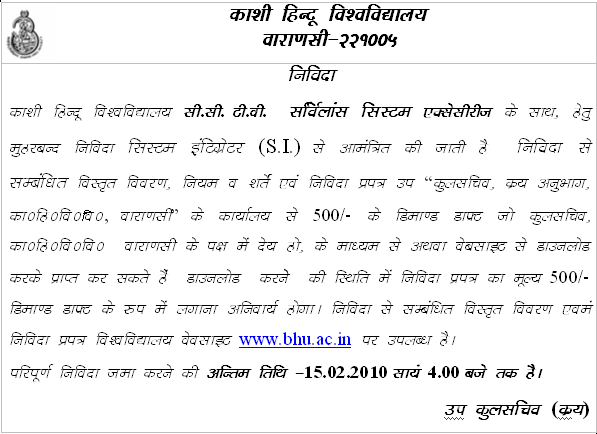 काशी हिन्दू विश्वविद्यालय
वाराणसी-२२१००५
निविदा
काशी हिन्दू विश्वविद्यालय सी.सी. टी.वी. सर्विलांस सिस्टम एक्सेसीरीज के साथ, हेतु
मुहरबन्द निविदा सिस्टम इंटिग्रेटर (S.I.) से आमंत्रित की जाती है निविदा से
सम्बंधित विस्तृत विवरण, नियम व शर्ते एवं निविदा प्रपत्र उप “कुलसचिव, क्रय अनुभाग,
का०हि०वि०वि०, वाराणसी” के कार्यालय से 500/- के डिमाण्ड ड्राफ्ट जो कुलसचिव,
का०हि०वि०वि० वाराणसी के पक्ष में देय हो, के माध्यम से अथवा वेबसाइट से डाउनलोड
करके प्राप्त कर सकते है डाउनलोड करने की स्थिति में निविदा प्रपत्र का मूल्य 500/-
डिमाण्ड ड्राफ्ट के रुप में लगाना अनिवार्य होगा। निविदा से सम्बंधित विस्तृत विवरण एवमं
निविदा प्रपत्र विश्वविद्यालय वेवसाइट www.bhu.ac.in पर उपलब्ध है।
परिपूर्ण निविदा जमा करने की अन्तिम तिथि -15.02.2010 सायं 4.00 बजे तक है।
उप कुलसचिव (क्रय)